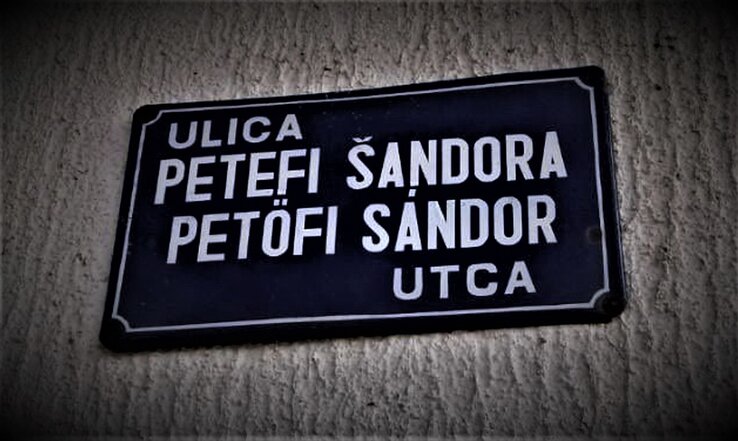 ULICA
PETEFI ŠANDORA
PETŐFI SÁNDOR
UTCA